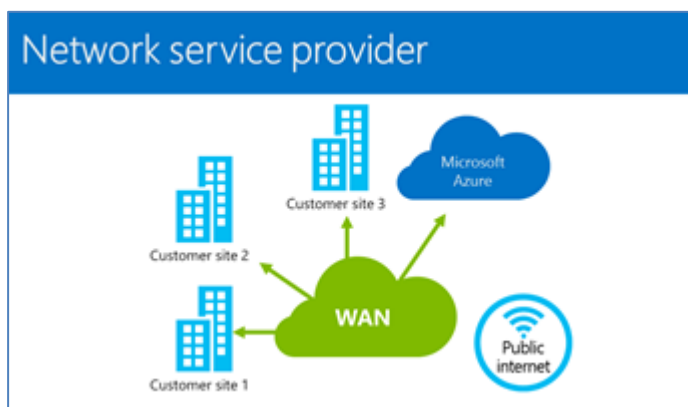 Network service provider
Customer site 3
Microsoft
Azure
Customer site 2
WAN
Public
internet
Customer site 1